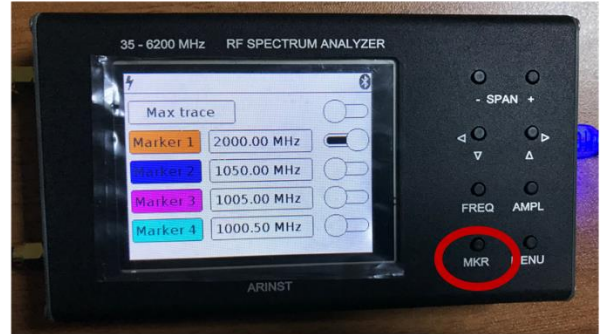 35 - 6200 MHz RF SPECTRUM ANALYZER
Max trace
Marker 1 2000.00 MHz
Marker 2 1050.00 MHz
Marker 3 1005.00 MHz
Marker 4 1000.50 MHz
- SPAN +
FREQ AMPL
MKR MENU
ARINST